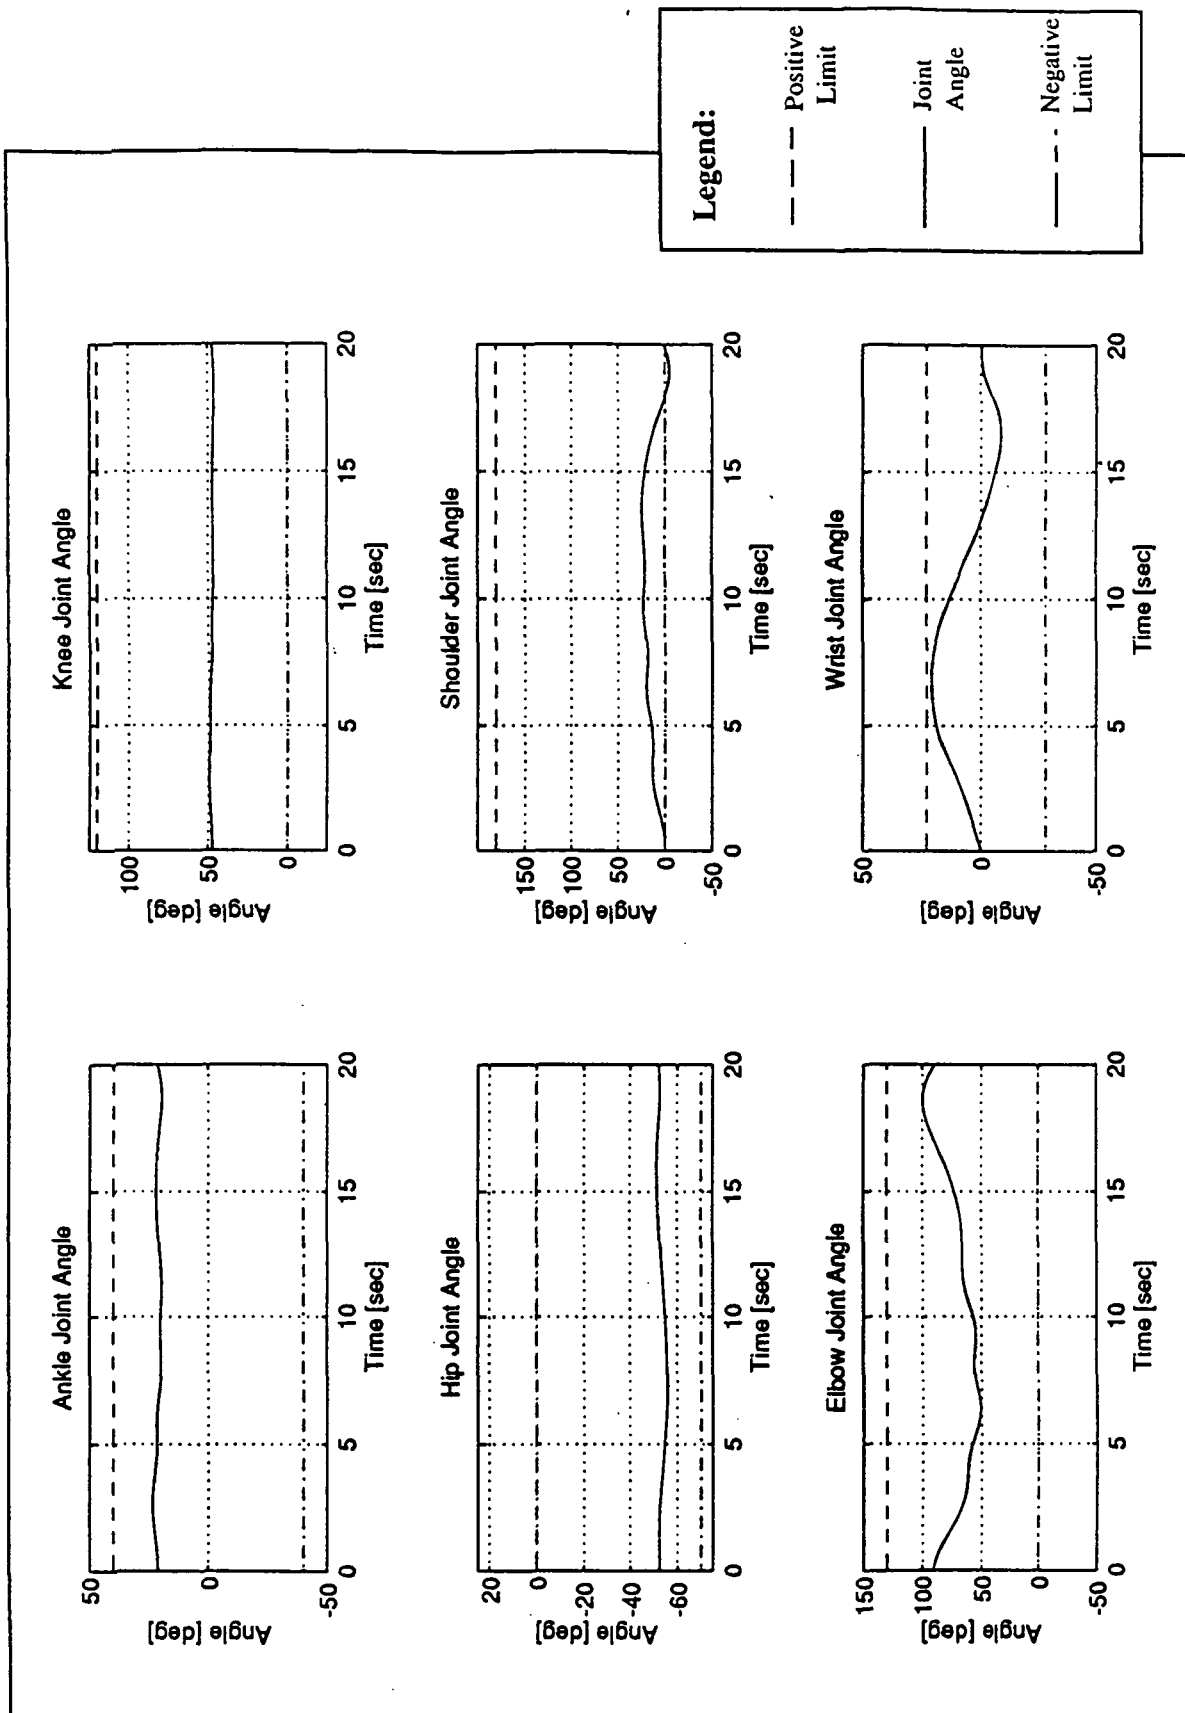 Ankle Joint Angle
Angle [deg]
50
0
-50
0
5
10
15
20
Time [sec]
Knee Joint Angle
Angle [deg]
100
50
0
0
5
10
15
20
Time [sec]
Hip Joint Angle
Angle [deg]
20
0
-20
-40
-60
0
5
10
15
20
Time [sec]
Shoulder Joint Angle
Angle [deg]
150
100
50
0
-50
0
5
10
15
20
Time [sec]
Elbow Joint Angle
Angle [deg]
150
100
50
0
-50
0
5
10
15
20
Time [sec]
Wrist Joint Angle
Angle [deg]
50
0
-50
0
5
10
15
20
Time [sec]
Legend:
Positive
Limit
Joint
Angle
Negative
Limit